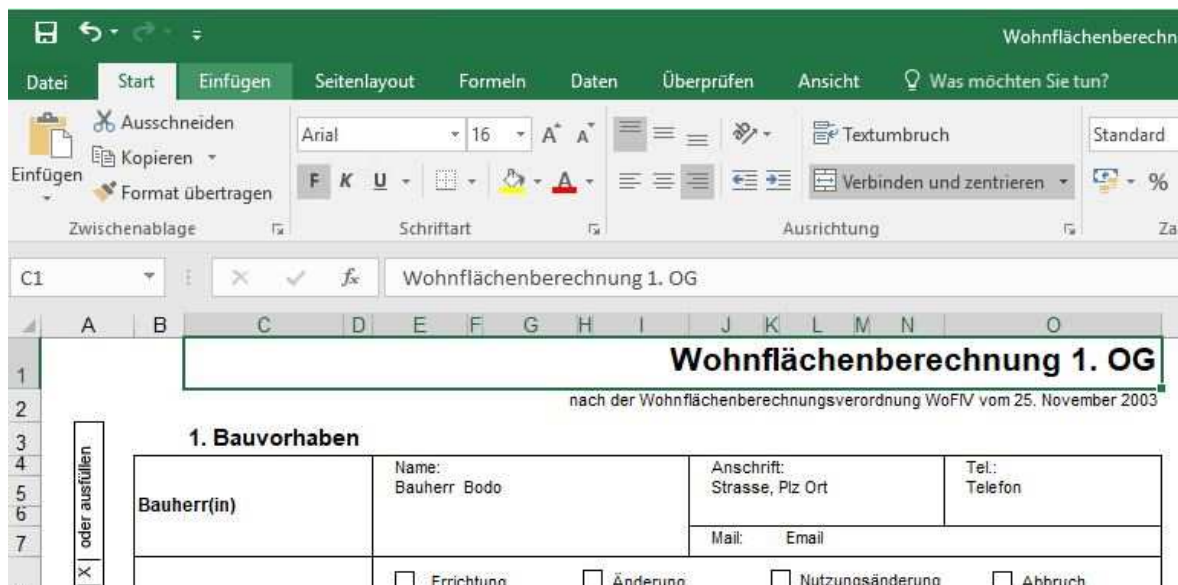 Wohnflächenberechn
Datei Start Einfügen Seitenlayout Formeln Daten Überprüfen Ansicht Was möchten Sie tun?
Ausschneiden
Kopieren
Format übertragen
Einfügen
Zwischenablage
Arial 16 A A
F K U A
Schriftart
Textumbruch
Verbinden und zentrieren
Ausrichtung
Standard
%
Za
C1 fx Wohnflächenberechnung 1. OG
A B C D E F G H I J K L M N O
1 Wohnflächenberechnung 1. OG
2 nach der Wohnflächenberechnungsverordnung WoFlV vom 25. November 2003
3 1. Bauvorhaben
4 Name: Anschrift: Tel.:
5 Bauherr Bodo Strasse, Plz Ort Telefon
6 Bauherr(in)
7 Mail: Email
X oder ausfüllen
Errichtung Änderung Nutzungsänderung Abbruch